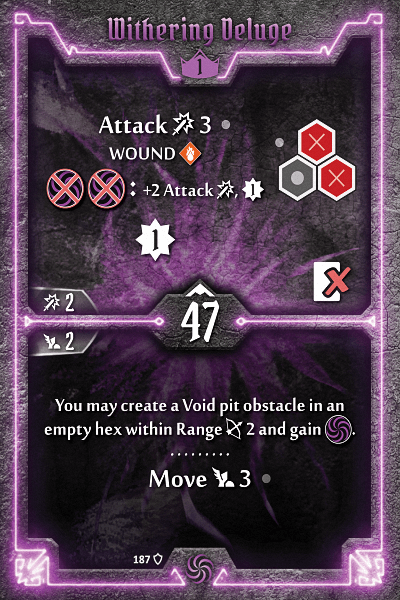 Withering Deluge
1
Attack 3
WOUND
: +2 Attack , 1
1
2
47
2
You may create a Void pit obstacle in an
empty hex within Range 2 and gain .
Move 3
187